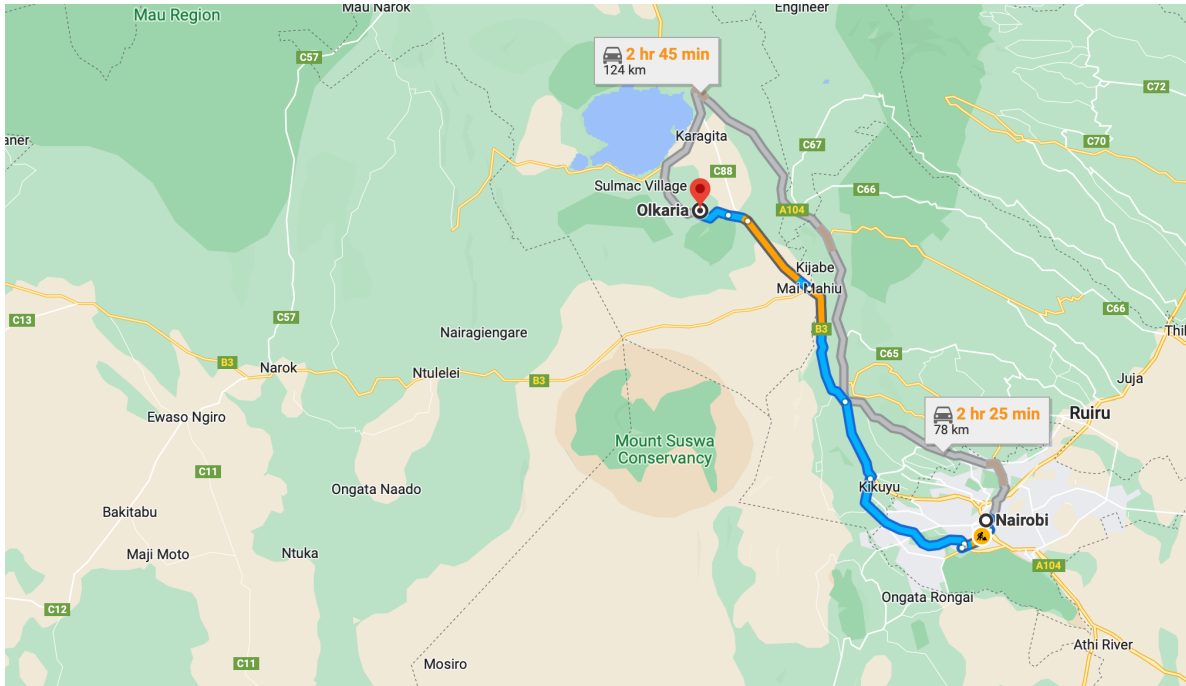 Mau Region
Mau Narok
Engineer
C57
2 hr 45 min
124 km
C72
aner
Karagita
C67
C70
C88
Sulmac Village
C66
Olkaria
A104
Kijabe
Mai Mahiu
C66
C13
C57
B3
Thi
Nairagiengare
B3
C65
Narok
Ntulelei
B3
Juja
2 hr 25 min
78 km
Ruiru
Ewaso Ngiro
Mount Suswa
Conservancy
C11
Ongata Naado
Kikuyu
Bakitabu
Nairobi
Maji Moto
Ntuka
A104
Ongata Rongai
C12
Athi River
C11
Mosiro